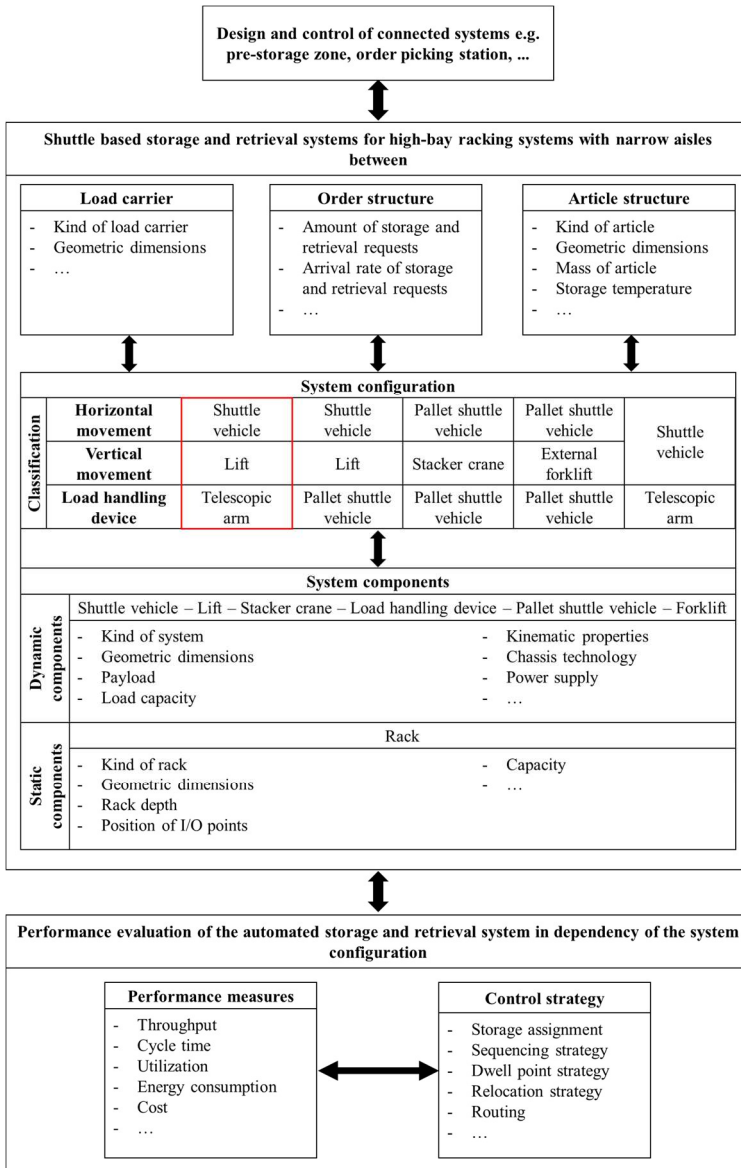 Design and control of connected systems e.g.
pre-storage zone, order picking station, ...
Shuttle based storage and retrieval systems for high-bay racking systems with narrow aisles
between
Load carrier
- Kind of load carrier
- Geometric dimensions
- …
Order structure
- Amount of storage and
retrieval requests
- Arrival rate of storage
and retrieval requests
- …
Article structure
- Kind of article
- Geometric dimensions
- Mass of article
- Storage temperature
- …
System configuration
Classification
Horizontal
movement
Shuttle
vehicle
Shuttle
vehicle
Pallet shuttle
vehicle
Pallet shuttle
vehicle
Shuttle
vehicle
Vertical
movement
Lift
Lift
Stacker crane
External
forklift
Load handling
device
Telescopic
arm
Pallet shuttle
vehicle
Pallet shuttle
vehicle
Pallet shuttle
vehicle
Telescopic
arm
System components
Dynamic
components
Shuttle vehicle – Lift – Stacker crane – Load handling device – Pallet shuttle vehicle – Forklift
- Kind of system
- Geometric dimensions
- Payload
- Load capacity
- Kinematic properties
- Chassis technology
- Power supply
- …
Static
components
Rack
- Kind of rack
- Geometric dimensions
- Rack depth
- Position of I/O points
- Capacity
- …
Performance evaluation of the automated storage and retrieval system in dependency of the system
configuration
Performance measures
- Throughput
- Cycle time
- Utilization
- Energy consumption
- Cost
- …
Control strategy
- Storage assignment
- Sequencing strategy
- Dwell point strategy
- Relocation strategy
- Routing
- …